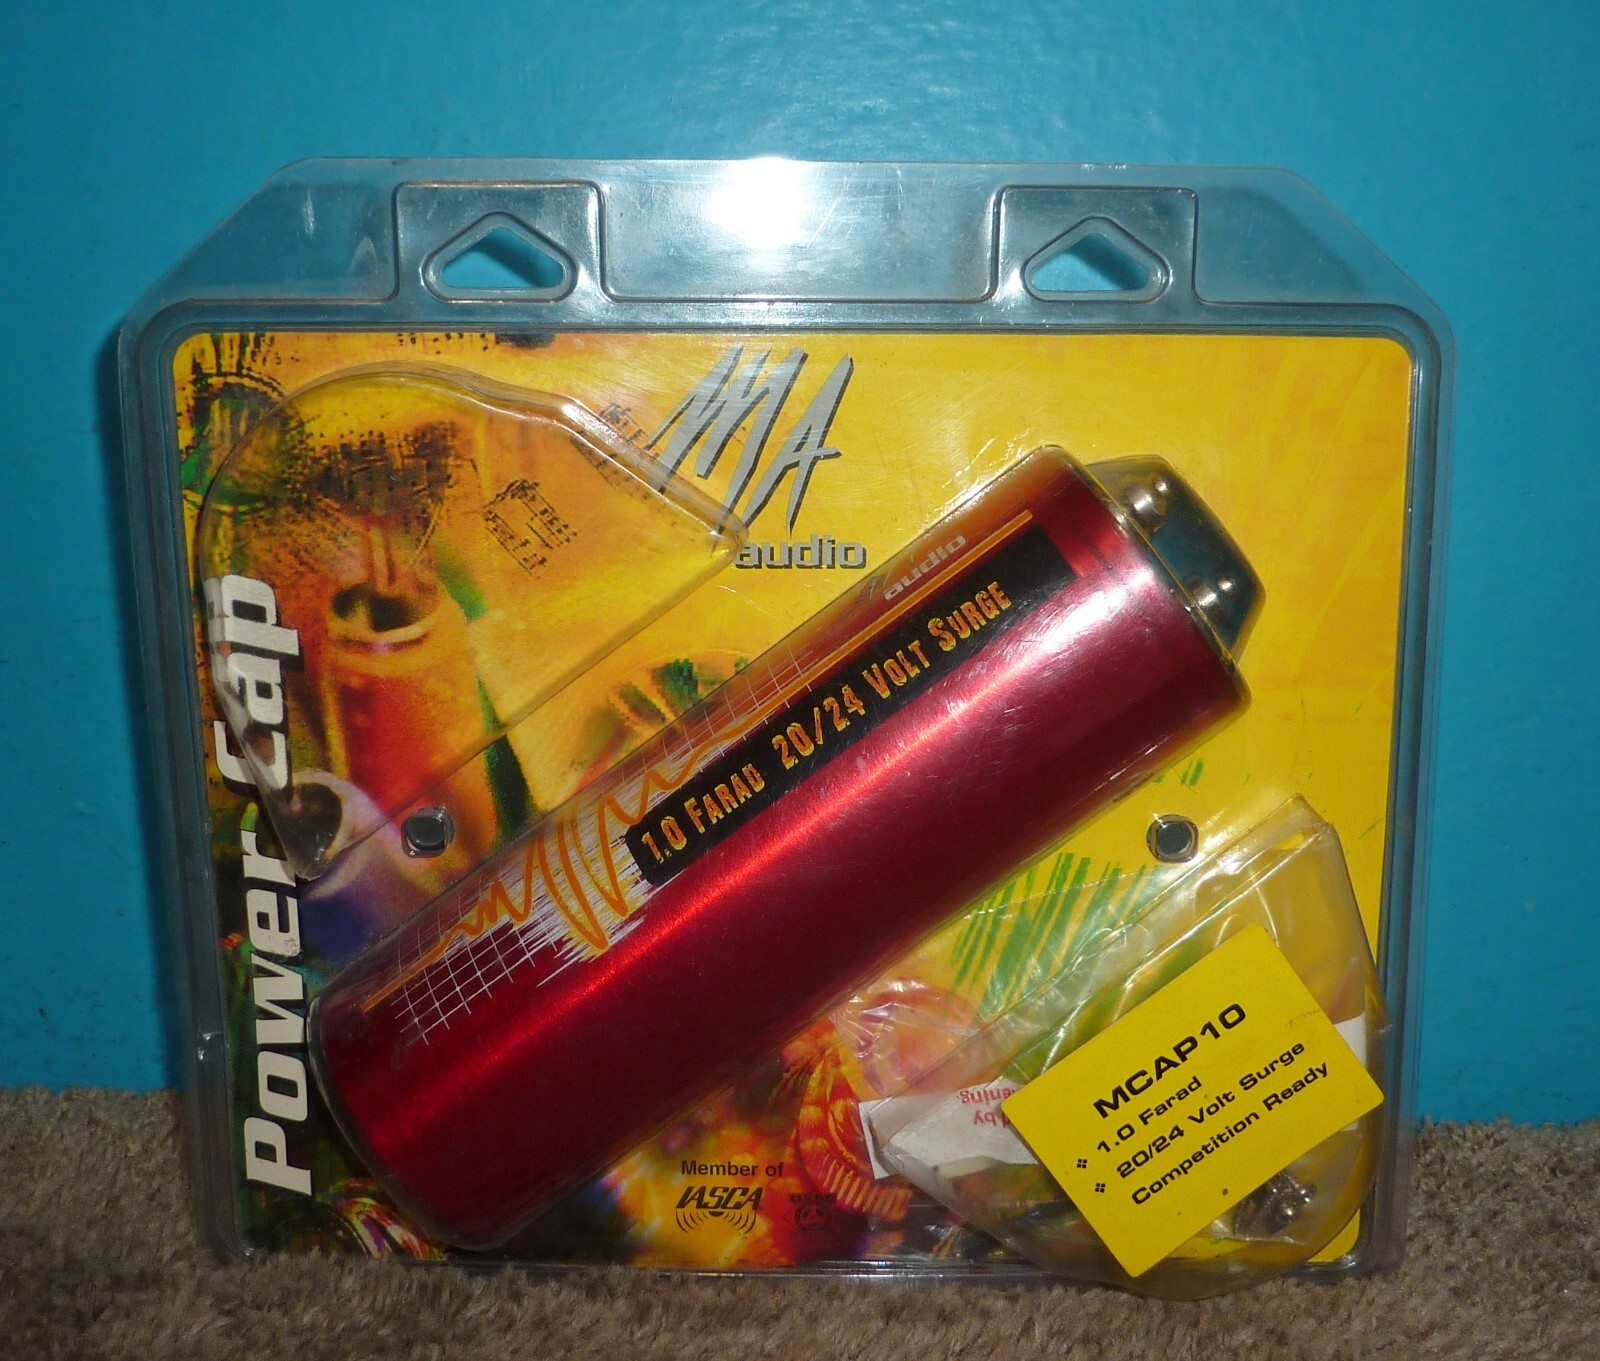 MA
audio
Power Cap
audio
1.0 FARAD 20/24 VOLT SURGE
MCAP10
1.0 Farad
20/24 Volt Surge
Competition Ready
Member of
IASCA